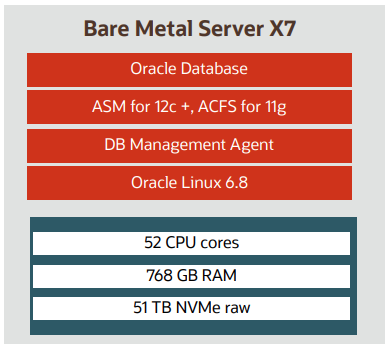 Bare Metal Server X7
Oracle Database
ASM for 12c +, ACFS for 11g
DB Management Agent
Oracle Linux 6.8
52 CPU cores
768 GB RAM
51 TB NVMe raw